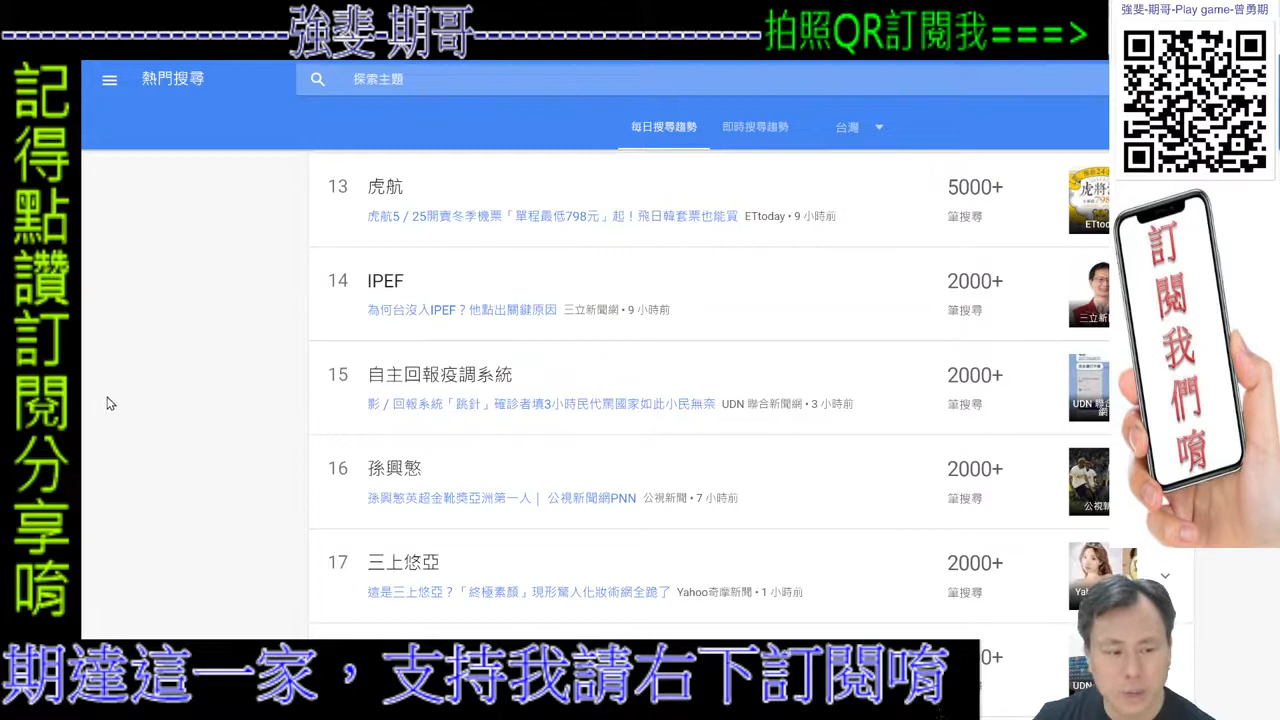 -----------------------強斐-期哥-----------------------
拍照QR訂閱我===>
強斐-期哥-Play game-曾勇期
記得點讚訂閱分享唷
熱門搜尋
探索主題
每日搜尋趨勢
即時搜尋趨勢
台灣
13
虎航
5000+
虎航5 / 25開賣冬季機票「單程最低798元」起！飛日韓套票也能買 ETtoday • 9 小時前
筆搜尋
ETtod
14
IPEF
2000+
為何台沒入IPEF？他點出關鍵原因 三立新聞網 • 9 小時前
筆搜尋
三立新
15
自主回報疫調系統
2000+
影 / 回報系統「跳針」確診者填3小時民代罵國家如此小民無奈 UDN 聯合新聞網 • 3 小時前
筆搜尋
UDN 聯合
網
16
孫興慜
2000+
孫興慜英超金靴獎亞洲第一人｜ 公視新聞網PNN 公視新聞 • 7 小時前
筆搜尋
公視新
17
三上悠亞
2000+
這是三上悠亞？「終極素顏」現形驚人化妝術網全跪了 Yahoo奇摩新聞 • 1 小時前
筆搜尋
Yah
0+
UDN
訂閱我們唷
期達這一家，支持我請右下訂閱唷